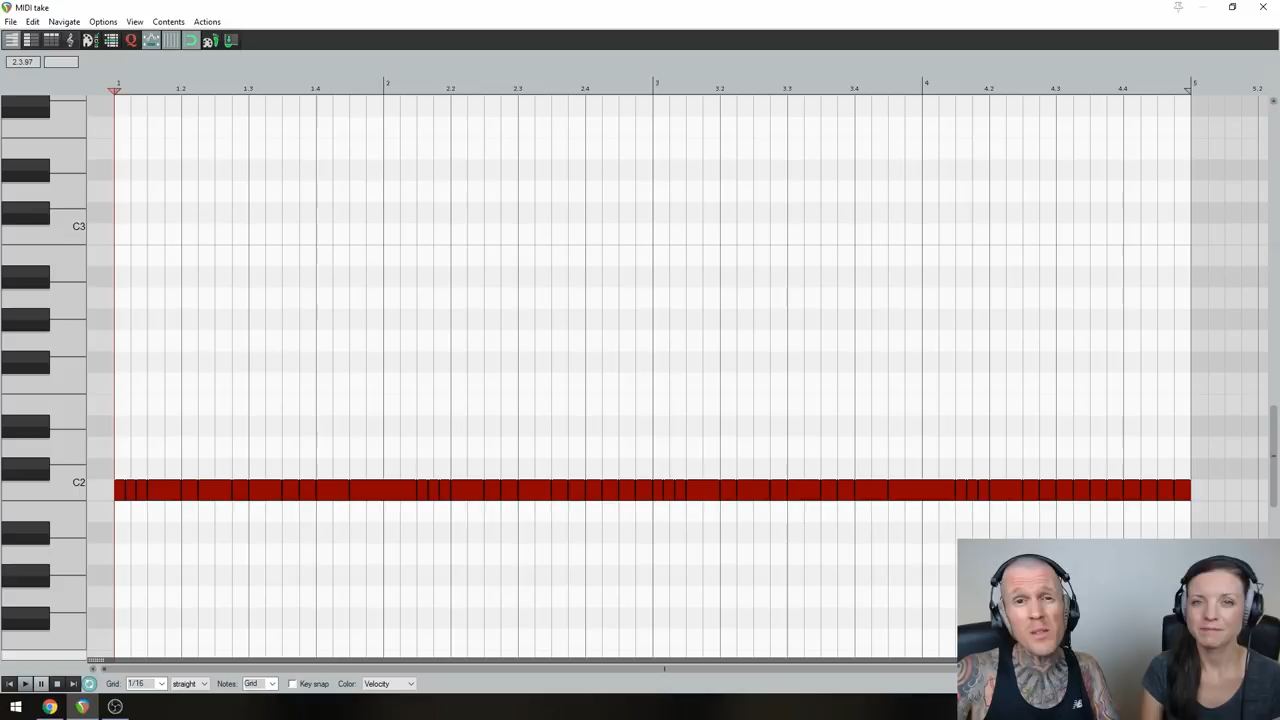 MIDI take
File Edit Navigate Options View Contents Actions
2.3.97
1 2 3 4 5
1.2 1.3 1.4 2.2 2.3 2.4 3.2 3.3 3.4 4.2 4.3 4.4 5.2
C3
C2
Grid: 1/16 straight Notes: Grid Key snap Color: Velocity